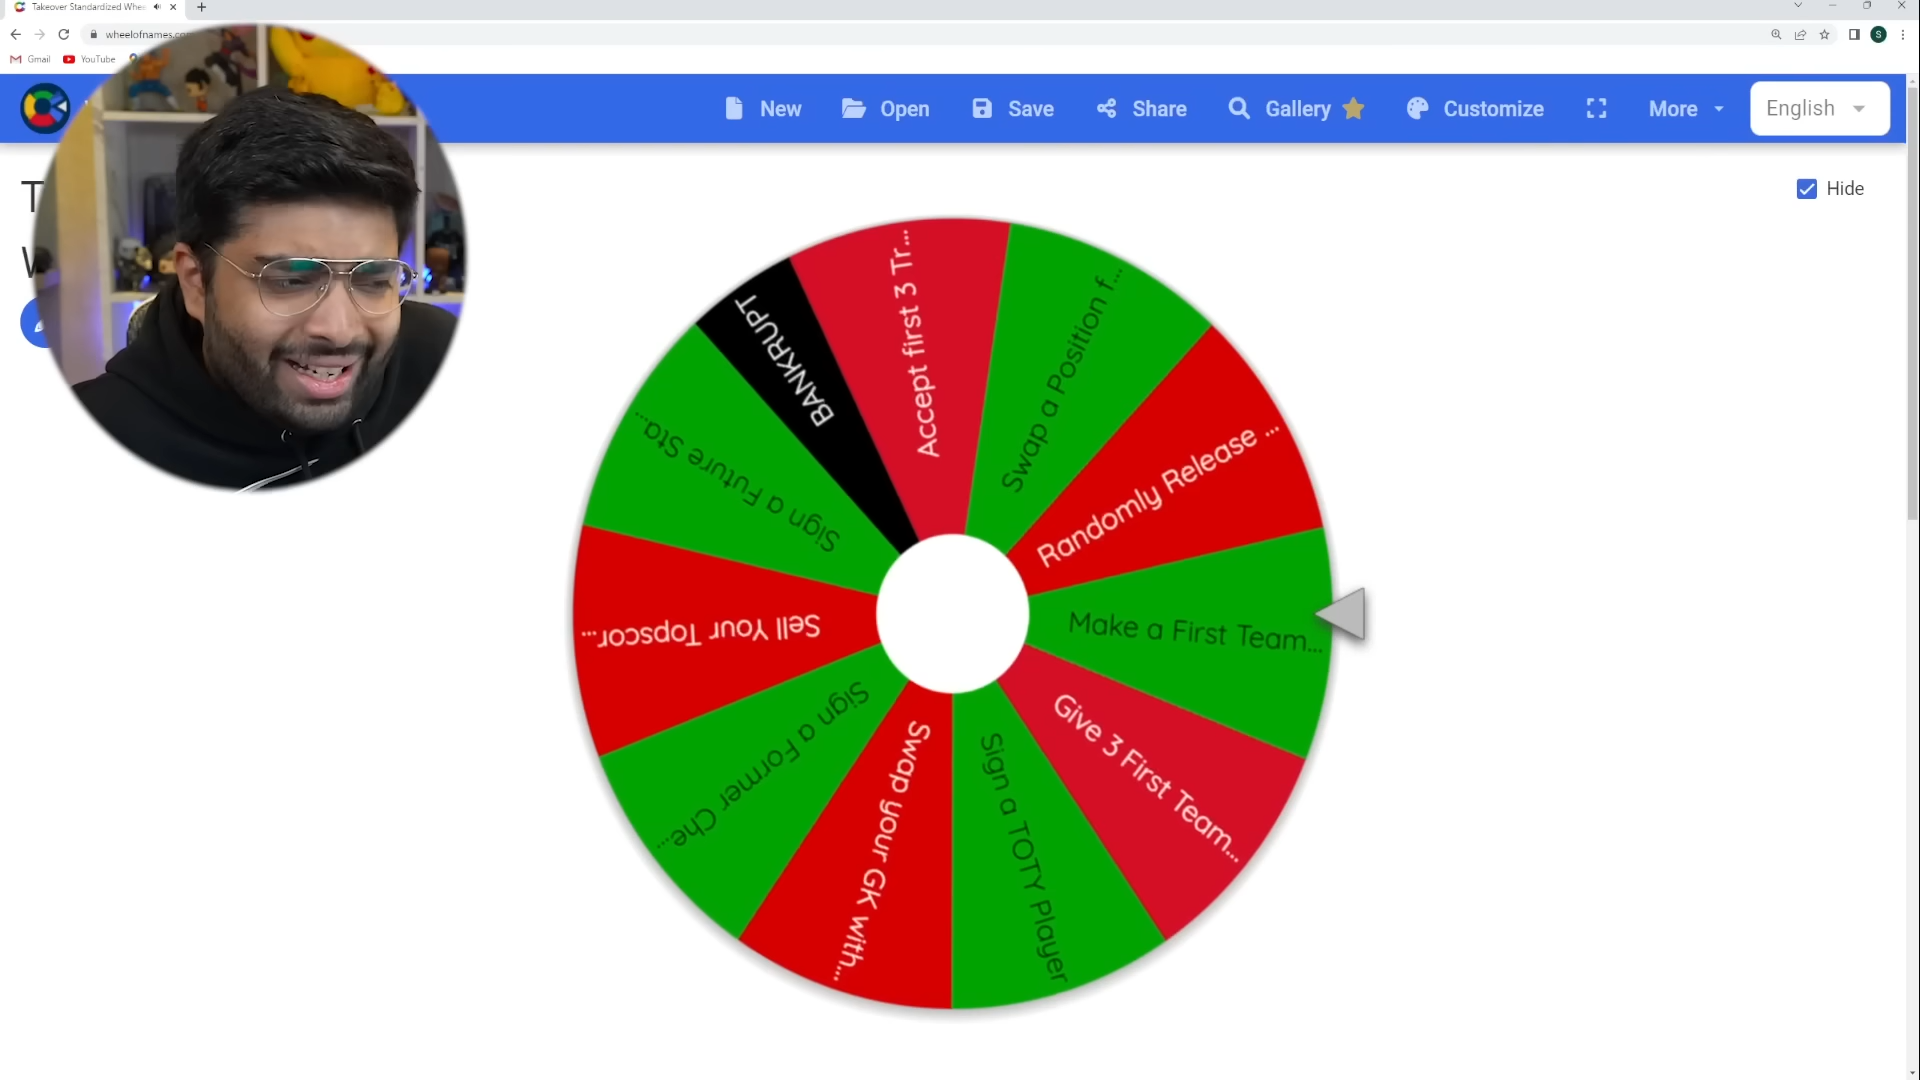 Takeover Standardized Whe
wheelofnames.co
S
Gmail
YouTube
New
Open
Save
Share
Gallery
Customize
More
English
T
W
Hide
Accept first 3 Tr...
Swap a Position f...
Randomly Release ...
Make a First Team...
Give 3 First Team...
Sign a TOTY Player
Swap your GK with...
Sign a Former Che...
Sell Your Topscor...
Sign a Future Sta...
BANKRUPT